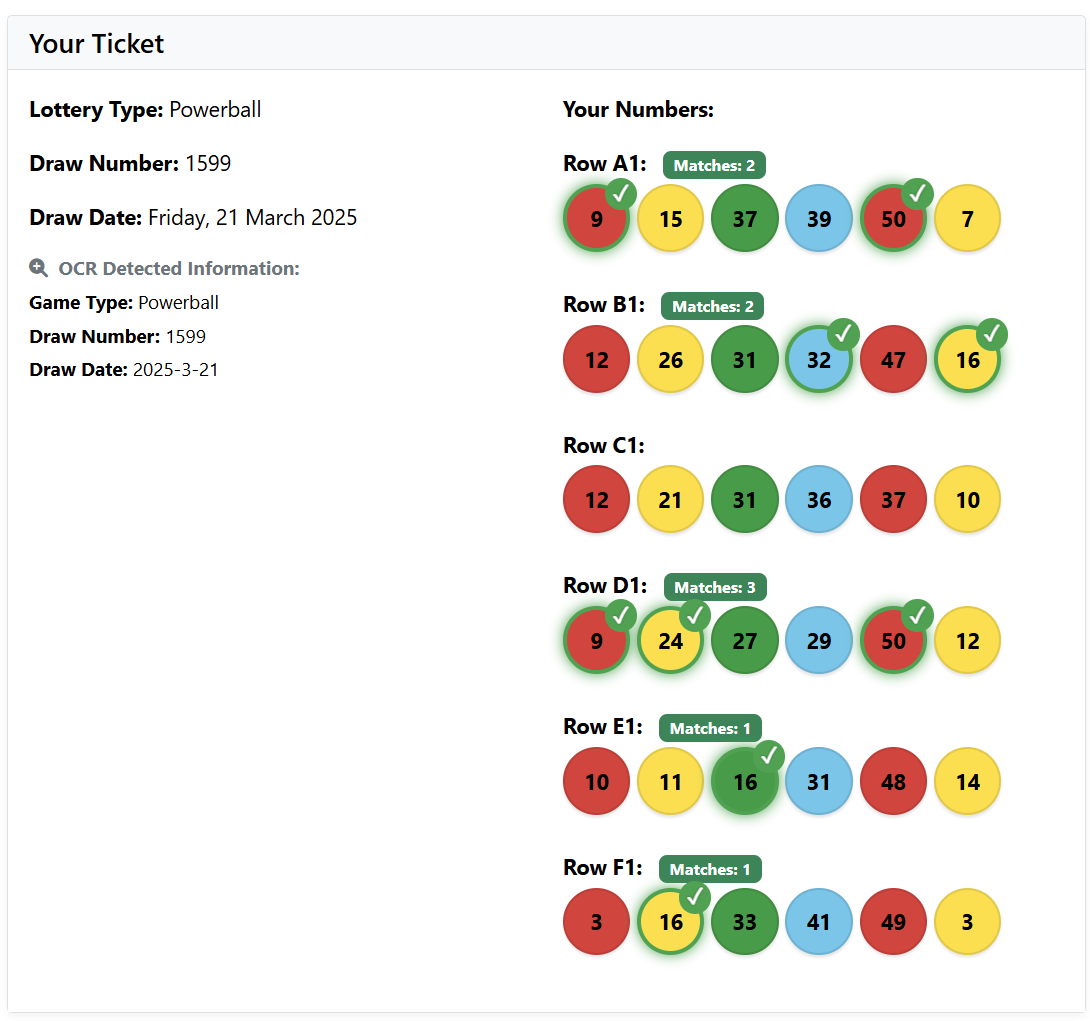 Your Ticket
Lottery Type: Powerball
Draw Number: 1599
Draw Date: Friday, 21 March 2025
OCR Detected Information:
Game Type: Powerball
Draw Number: 1599
Draw Date: 2025-3-21
Your Numbers:
Row A1: Matches: 2
9 15 37 39 50 7
Row B1: Matches: 2
12 26 31 32 47 16
Row C1:
12 21 31 36 37 10
Row D1: Matches: 3
9 24 27 29 50 12
Row E1: Matches: 1
10 11 16 31 48 14
Row F1: Matches: 1
3 16 33 41 49 3